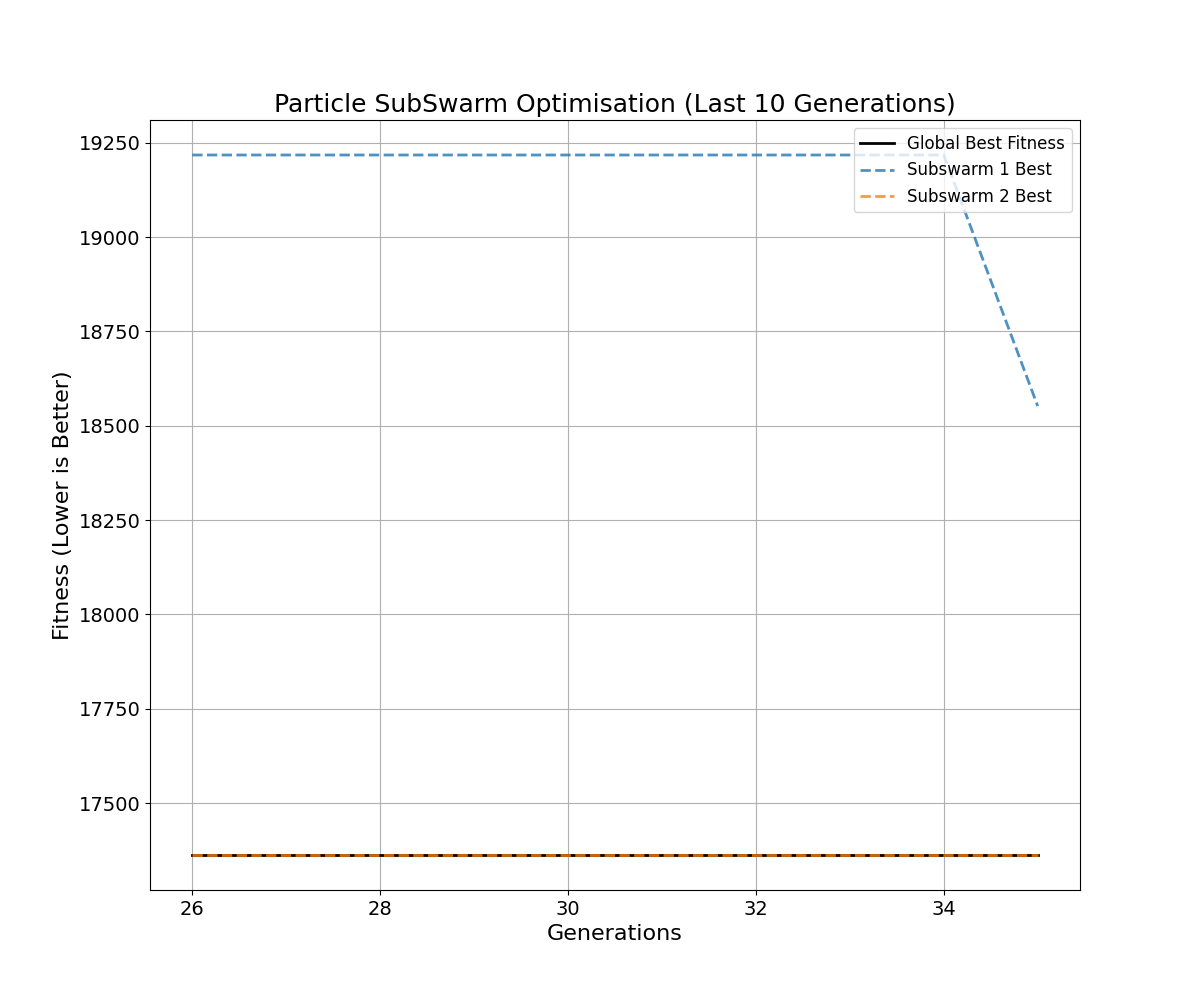 Particle SubSwarm Optimisation (Last 10 Generations)
Global Best Fitness
Subswarm 1 Best
Subswarm 2 Best
Fitness (Lower is Better)
19250
19000
18750
18500
18250
18000
17750
17500
26 28 30 32 34
Generations